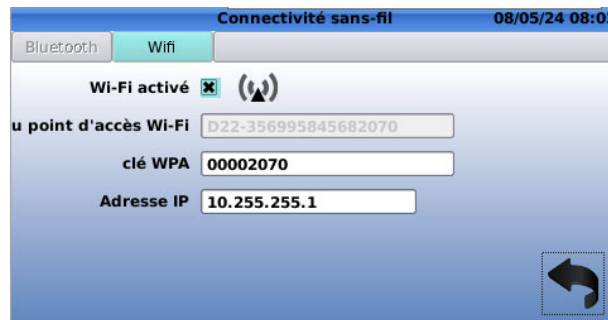 Connectivité sans-fil 08/05/24 08:03
Bluetooth Wifi
Wi-Fi activé
u point d'accès Wi-Fi D22-356995845682070
clé WPA 00002070
Adresse IP 10.255.255.1